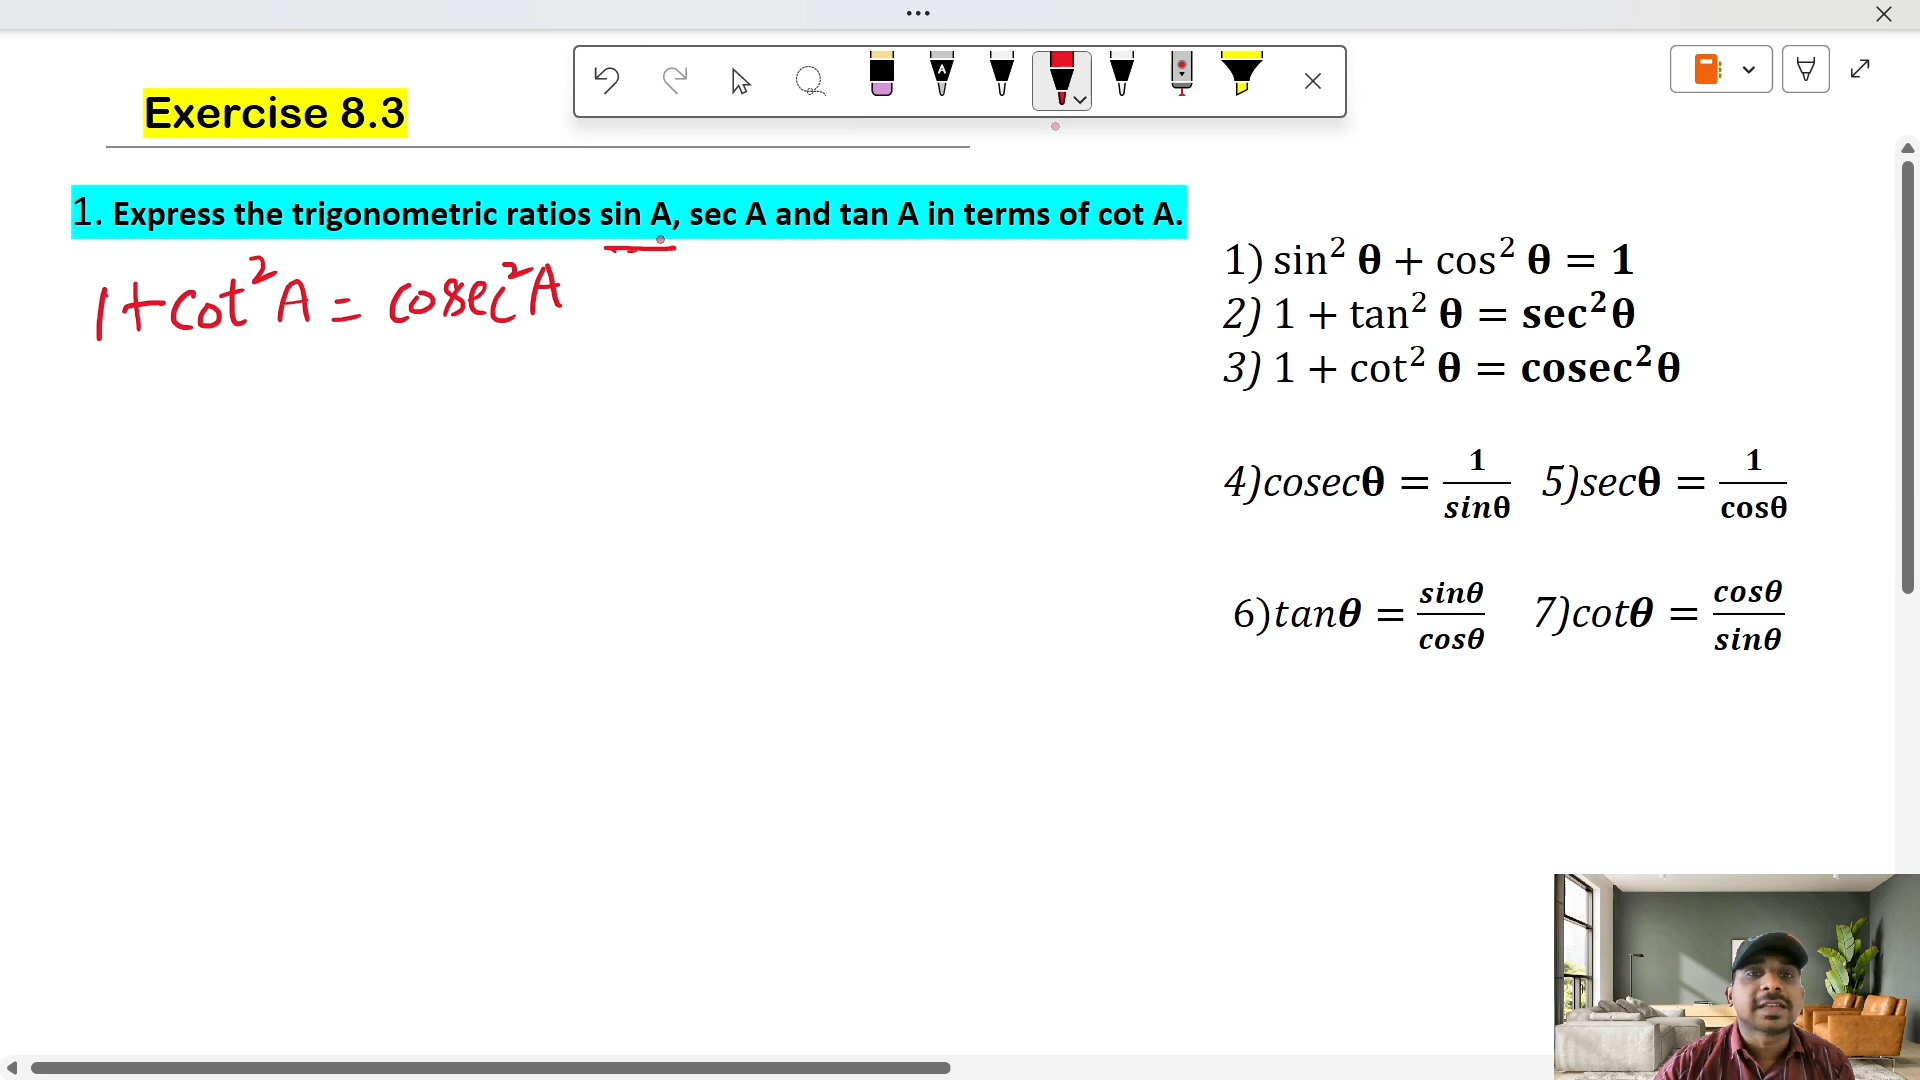 Exercise 8.3
1. Express the trigonometric ratios sin A, sec A and tan A in terms of cot A.
1+cot²A = cosec²A
1) sin² θ + cos² θ = 1
2) 1 + tan² θ = sec²θ
3) 1 + cot² θ = cosec²θ
4)cosecθ = 1/sinθ 5)secθ = 1/cosθ
6)tanθ = sinθ/cosθ 7)cotθ = cosθ/sinθ